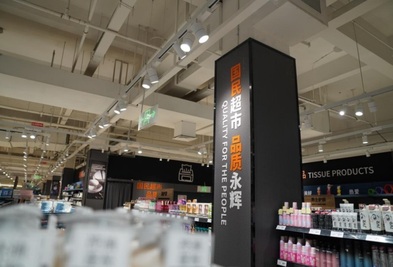 国民超市 品质永辉
QUALITY FOR THE PEOPLE
TISSUE PRODUCTS